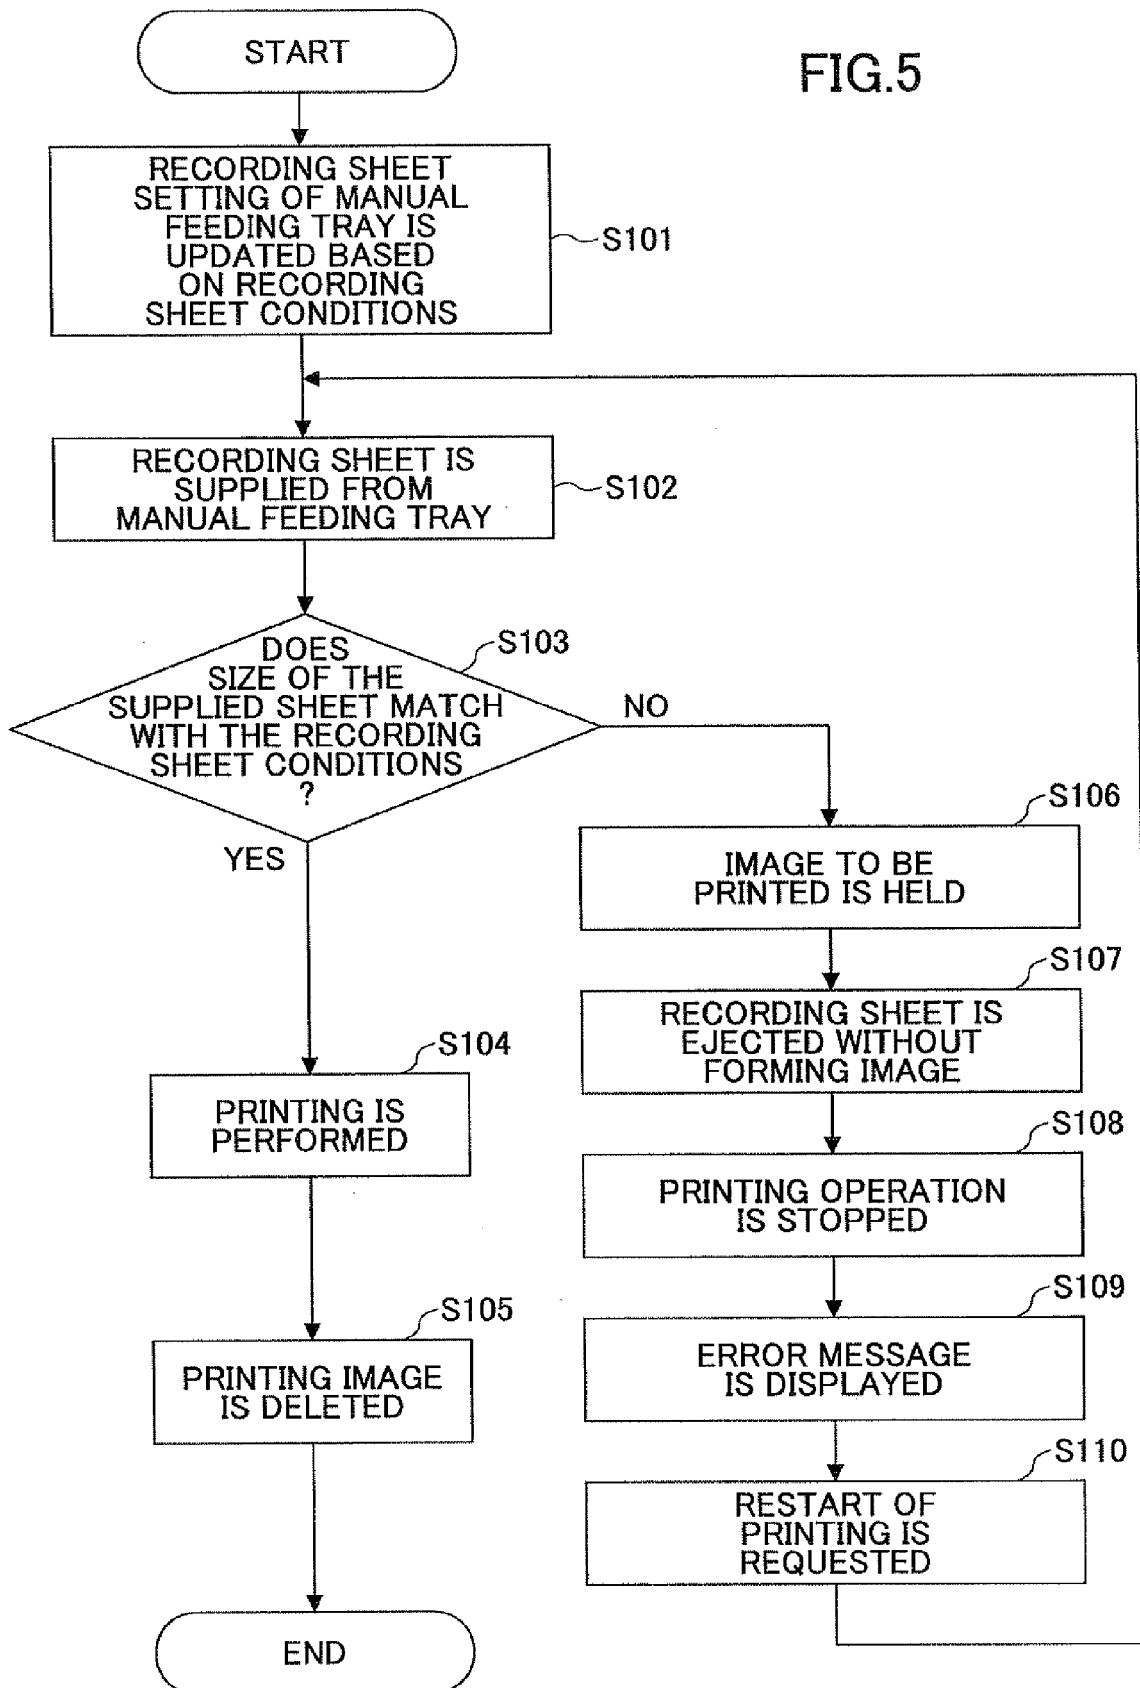 START
FIG.5
RECORDING SHEET
SETTING OF MANUAL
FEEDING TRAY IS
UPDATED BASED
ON RECORDING
SHEET CONDITIONS
S101
RECORDING SHEET IS
SUPPLIED FROM
MANUAL FEEDING TRAY
S102
DOES
SIZE OF THE
SUPPLIED SHEET MATCH
WITH THE RECORDING
SHEET CONDITIONS
?
S103
NO
YES
S104
PRINTING IS
PERFORMED
S105
PRINTING IMAGE
IS DELETED
END
S106
IMAGE TO BE
PRINTED IS HELD
S107
RECORDING SHEET IS
EJECTED WITHOUT
FORMING IMAGE
S108
PRINTING OPERATION
IS STOPPED
S109
ERROR MESSAGE
IS DISPLAYED
S110
RESTART OF
PRINTING IS
REQUESTED